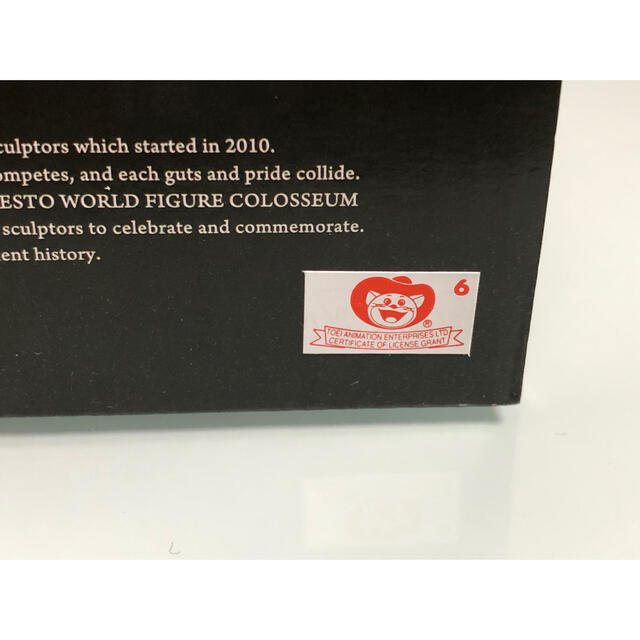 culptors which started in 2010.
ompetes, and each guts and pride collide.
ESTO WORLD FIGURE COLOSSEUM
sculptors to celebrate and commemorate.
ent history.
6
®
TOEI ANIMATION ENTERPRISES LTD
CERTIFICATE OF LICENSE GRANT